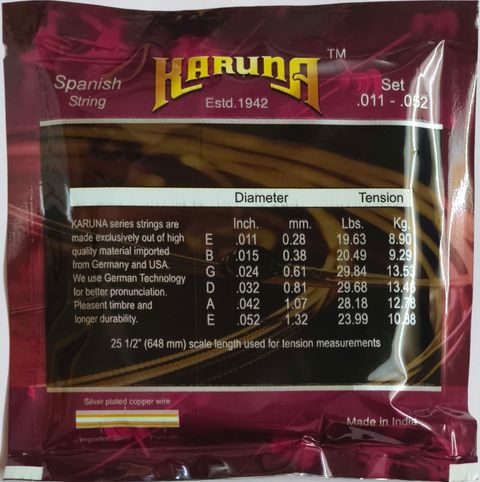 KARUNA TM
Estd.1942
Spanish
String
Set
.011 - .052
Diameter Tension
Inch. mm. Lbs. Kg.
E .011 0.28 19.63 8.90
B .015 0.38 20.49 9.29
G .024 0.61 29.84 13.53
D .032 0.81 29.68 13.46
A .042 1.07 28.18 12.78
E .052 1.32 23.99 10.88
KARUNA series strings are
made exclusively out of high
quality material imported
from Germany and USA.
We use German Technology
for better pronunciation.
Pleasent timbre and
longer durability.
25 1/2" (648 mm) scale length used for tension measurements
Silver plated copper wire
Imported
Made in India